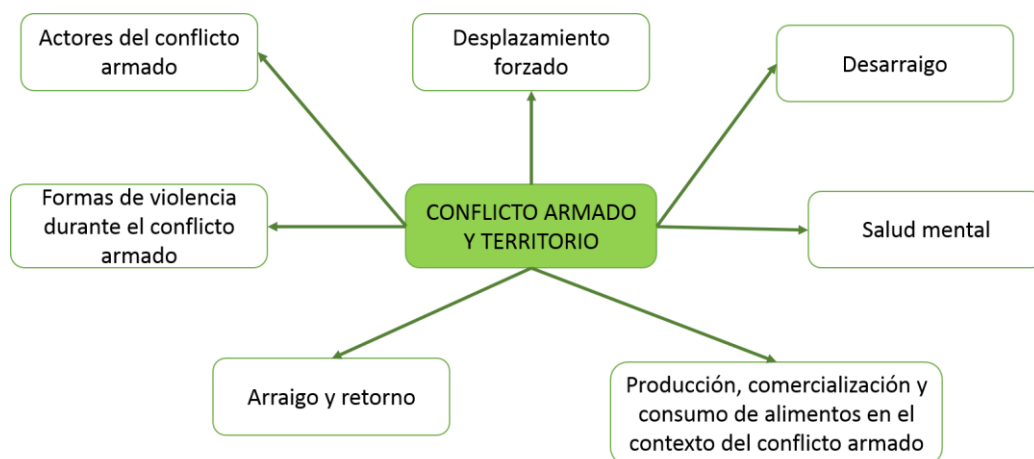 Actores del conflicto
armado
Desplazamiento
forzado
Desarraigo
Formas de violencia
durante el conflicto
armado
CONFLICTO ARMADO
Y TERRITORIO
Salud mental
Arraigo y retorno
Producción, comercialización y
consumo de alimentos en el
contexto del conflicto armado